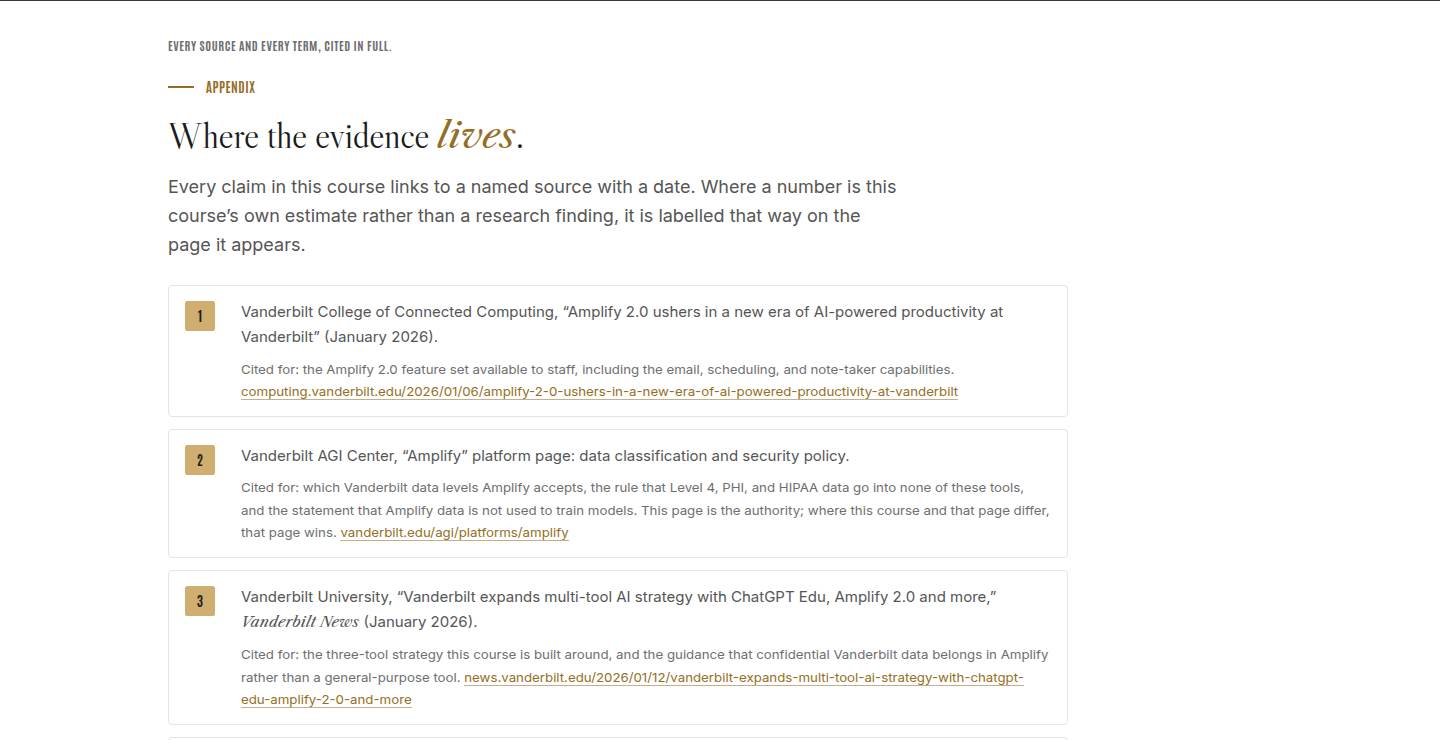 EVERY SOURCE AND EVERY TERM, CITED IN FULL.
APPENDIX
Where the evidence lives.
Every claim in this course links to a named source with a date. Where a number is this
course’s own estimate rather than a research finding, it is labelled that way on the
page it appears.
1
Vanderbilt College of Connected Computing, “Amplify 2.0 ushers in a new era of AI-powered productivity at
Vanderbilt” (January 2026).
Cited for: the Amplify 2.0 feature set available to staff, including the email, scheduling, and note-taker capabilities.
computing.vanderbilt.edu/2026/01/06/amplify-2-0-ushers-in-a-new-era-of-ai-powered-productivity-at-vanderbilt
2
Vanderbilt AGI Center, “Amplify” platform page: data classification and security policy.
Cited for: which Vanderbilt data levels Amplify accepts, the rule that Level 4, PHI, and HIPAA data go into none of these tools,
and the statement that Amplify data is not used to train models. This page is the authority; where this course and that page differ,
that page wins. vanderbilt.edu/agi/platforms/amplify
3
Vanderbilt University, “Vanderbilt expands multi-tool AI strategy with ChatGPT Edu, Amplify 2.0 and more,”
Vanderbilt News (January 2026).
Cited for: the three-tool strategy this course is built around, and the guidance that confidential Vanderbilt data belongs in Amplify
rather than a general-purpose tool. news.vanderbilt.edu/2026/01/12/vanderbilt-expands-multi-tool-ai-strategy-with-chatgpt-
edu-amplify-2-0-and-more